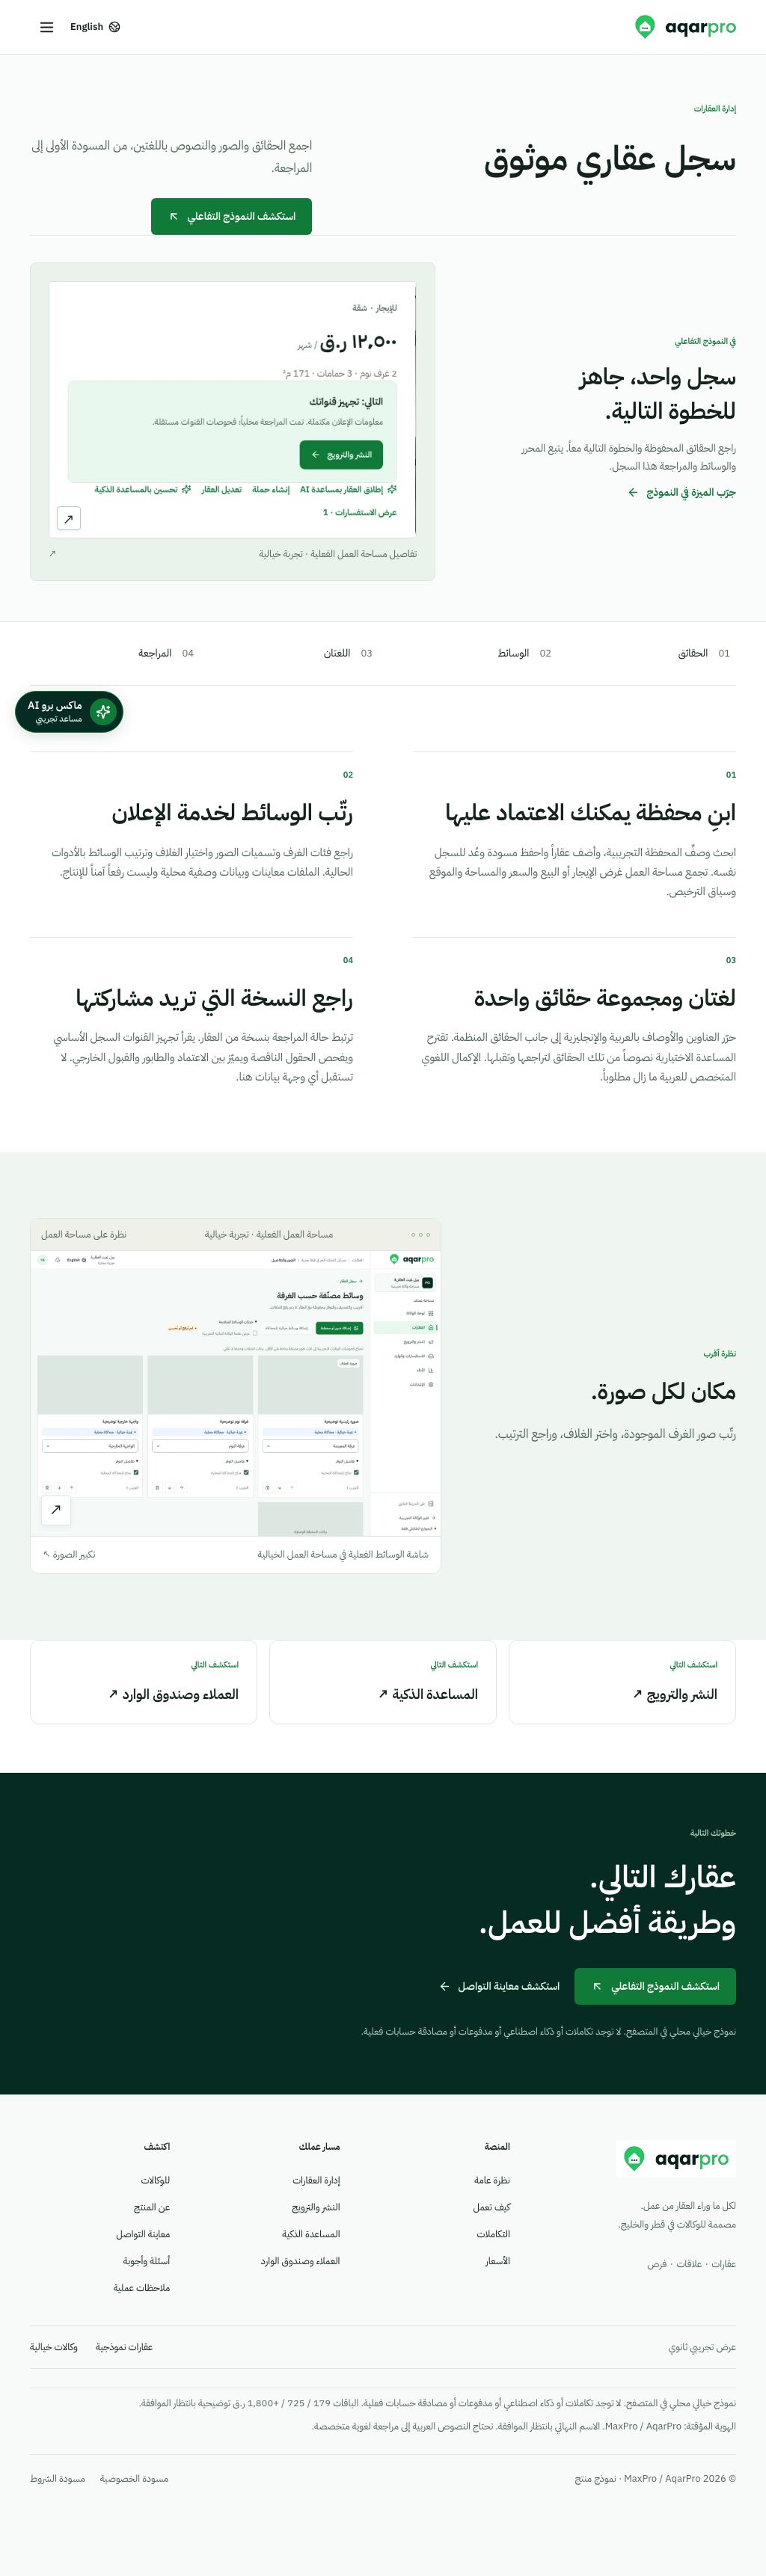 aqarpro
English
إدارة العقارات
سجل عقاري موثوق
اجمع الحقائق والصور والنصوص باللغتين، من المسودة الأولى إلى
المراجعة.
استكشف النموذج التفاعلي
في النموذج التفاعلي
سجل واحد، جاهز
للخطوة التالية.
راجع الحقائق المحفوظة والخطوة التالية معاً. يتيح المحرر
والوسائط والمراجعة هذا السجل.
جرّب الميزة في النموذج
للإيجار · شقة
١٢,٥٠٠ ر.ق / شهر
2 غرف نوم · 3 حمامات · 171 م²
التالي: تجهيز قنواتك
معلومات الإعلان مكتملة. تمت المراجعة محلياً؛ فحوصات القنوات مستقلة.
النشر والترويج
إطلاق العقار بمساعدة AI
إنشاء حملة
تعديل العقار
تحسين بالمساعدة الذكية
عرض الاستفسارات · 1
تفاصيل مساحة العمل الفعلية · تجربة خيالية
01 الحقائق
02 الوسائط
03 اللغتان
04 المراجعة
ماكس برو AI
مساعد تجريبي
01
ابنِ محفظة يمكنك الاعتماد عليها
ابحث وصفِّ المحفظة التجريبية، وأضف عقاراً واحفظ مسودة وعُد للسجل
نفسه. تجمع مساحة العمل غرض الإيجار أو البيع والسعر والمساحة والموقع
وسياق الترخيص.
02
رتّب الوسائط لخدمة الإعلان
راجع فئات الغرف وتسميات الصور واختيار الغلاف وترتيب الوسائط بالأدوات
الحالية. الملفات معاينات وبيانات وصفية محلية وليست رفعاً آمناً للإنتاج.
03
لغتان ومجموعة حقائق واحدة
حرّر العناوين والأوصاف بالعربية والإنجليزية إلى جانب الحقائق المنظمة. تقترح
المساعدة الاختيارية نصوصاً من تلك الحقائق لتراجعها وتقبلها. الإكمال اللغوي
المتخصص للعربية ما زال مطلوباً.
04
راجع النسخة التي تريد مشاركتها
ترتبط حالة المراجعة بنسخة من العقار. يقرأ تجهيز القنوات السجل الأساسي
ويفحص الحقول الناقصة ويميّز بين الاعتماد والطابور والقبول الخارجي. لا
تستقبل أي وجهة بيانات هنا.
مساحة العمل الفعلية · تجربة خيالية
نظرة على مساحة العمل
aqarpro
English
وسائط مصنّفة حسب الغرفة
شاشة الوسائط الفعلية في مساحة العمل الخيالية
تكبير الصورة
نظرة أقرب
مكان لكل صورة.
رتّب صور الغرف الموجودة، واختر الغلاف، وراجع الترتيب.
استكشف التالي
النشر والترويج
استكشف التالي
المساعدة الذكية
استكشف التالي
العملاء وصندوق الوارد
خطوتك التالية
عقارك التالي.
وطريقة أفضل للعمل.
استكشف النموذج التفاعلي
استكشف معاينة التواصل
نموذج خيالي محلي في المتصفح. لا توجد تكاملات أو ذكاء اصطناعي أو مدفوعات أو مصادقة حسابات فعلية.
aqarpro
لكل ما وراء العقار من عمل.
مصممة للوكالات في قطر والخليج.
عقارات · علاقات · فرص
المنصة
نظرة عامة
كيف تعمل
التكاملات
الأسعار
مسار عملك
إدارة العقارات
النشر والترويج
المساعدة الذكية
العملاء وصندوق الوارد
اكتشف
للوكالات
عن المنتج
معاينة التواصل
أسئلة وأجوبة
ملاحظات عملية
عرض تجريبي ثانوي
عقارات نموذجية
وكالات خيالية
نموذج خيالي محلي في المتصفح. لا توجد تكاملات أو ذكاء اصطناعي أو مدفوعات أو مصادقة حسابات فعلية. الباقات 179 / 725 / +1,800 ر.ق توضيحية بانتظار الموافقة.
الهوية المؤقتة: MaxPro / AqarPro. الاسم النهائي بانتظار الموافقة. تحتاج النصوص العربية إلى مراجعة لغوية متخصصة.
© 2026 MaxPro / AqarPro · نموذج منتج
مسودة الخصوصية
مسودة الشروط